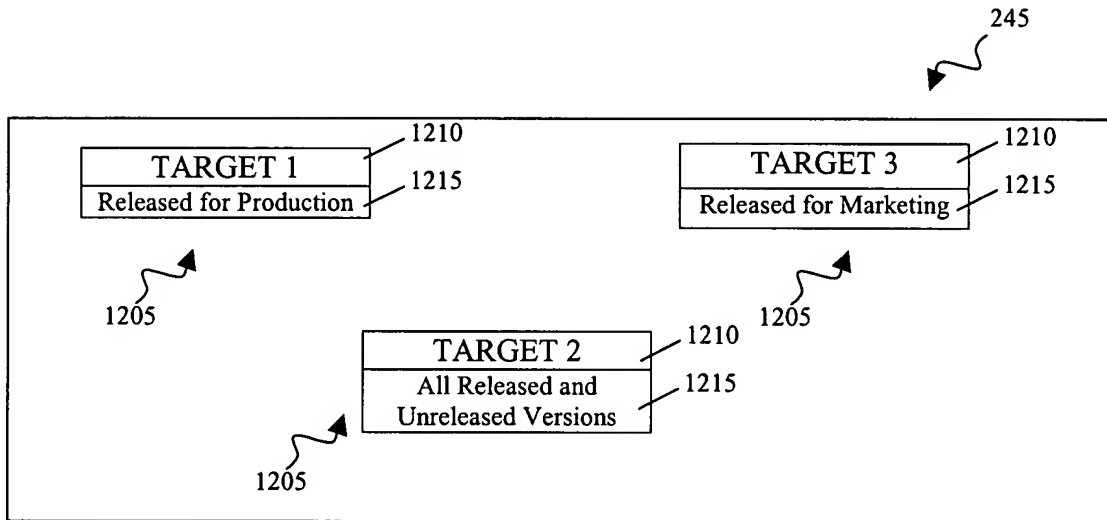 245
1210
TARGET 1
1215
Released for Production
1205
1210
TARGET 3
1215
Released for Marketing
1205
1210
TARGET 2
1215
All Released and
Unreleased Versions
1205